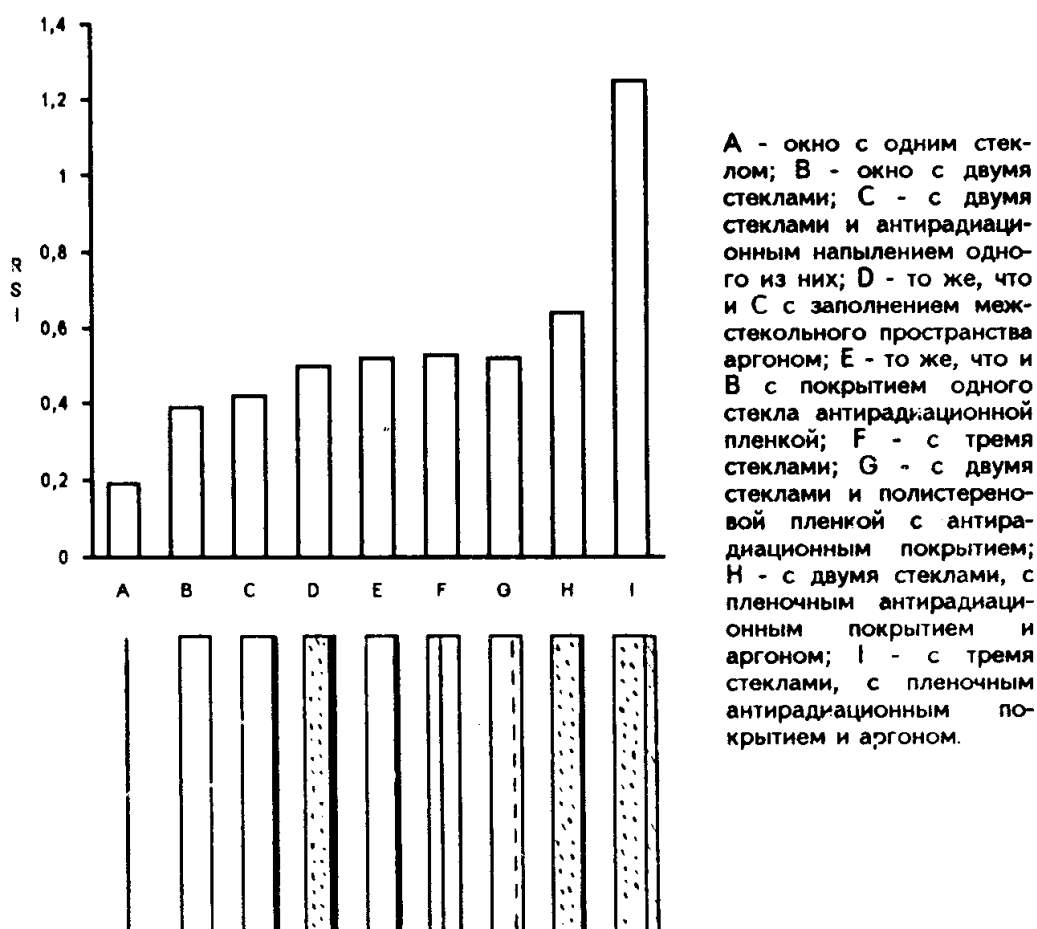 1,4
1,2
1
0,8
0,6
0,4
0,2
0
R
S
I
A B C D E F G H I
A - окно с одним стек-
лом; B - окно с двумя
стеклами; C - с двумя
стеклами и антирадиаци-
онным напылением одно-
го из них; D - то же, что
и C с заполнением меж-
стекольного пространства
аргоном; E - то же, что и
B с покрытием одного
стекла антирадиационной
пленкой; F - с тремя
стеклами; G - с двумя
стеклами и полистерено-
вой пленкой с антира-
диационным покрытием;
H - с двумя стеклами, с
пленочным антирадиаци-
онным покрытием и
аргоном; I - с тремя
стеклами, с пленочным
антирадиационным по-
крытием и аргоном.